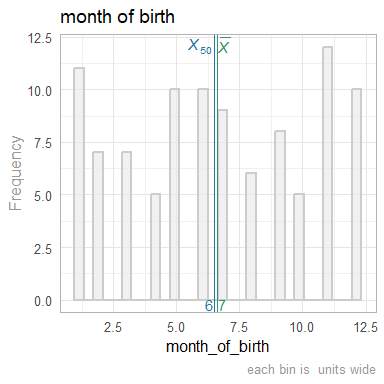 month of birth
12.5
10.0
7.5
5.0
2.5
0.0
Frequency
X50 X̅
6 7
2.5 5.0 7.5 10.0 12.5
month_of_birth
each bin is  units wide